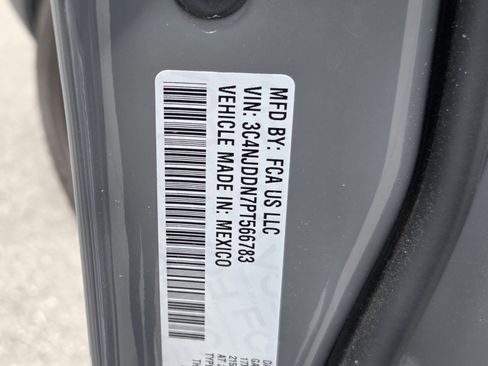 MFD BY: FCA US LLC
VIN: 3C4NJDDN7PT566783
VEHICLE MADE IN: MEXICO